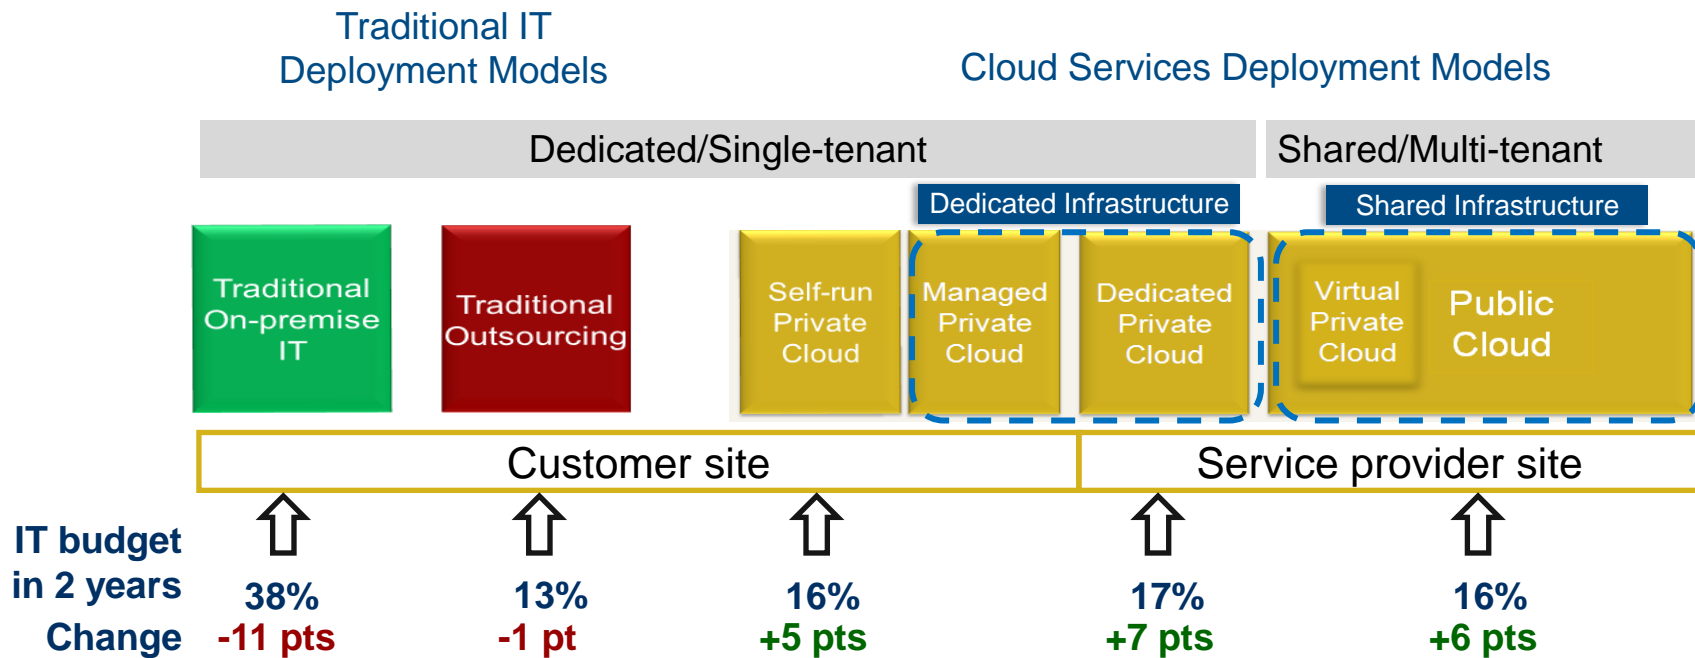 Traditional IT
Deployment Models
Cloud Services Deployment Models
Dedicated/Single-tenant
Shared/Multi-tenant
Dedicated Infrastructure
Shared Infrastructure
Traditional
On-premise
IT
Traditional
Outsourcing
Self-run
Private
Cloud
Managed
Private
Cloud
Dedicated
Private
Cloud
Virtual
Private
Cloud
Public
Cloud
Customer site
Service provider site
IT budget
in 2 years
38%
13%
16%
17%
16%
Change
-11 pts
-1 pt
+5 pts
+7 pts
+6 pts